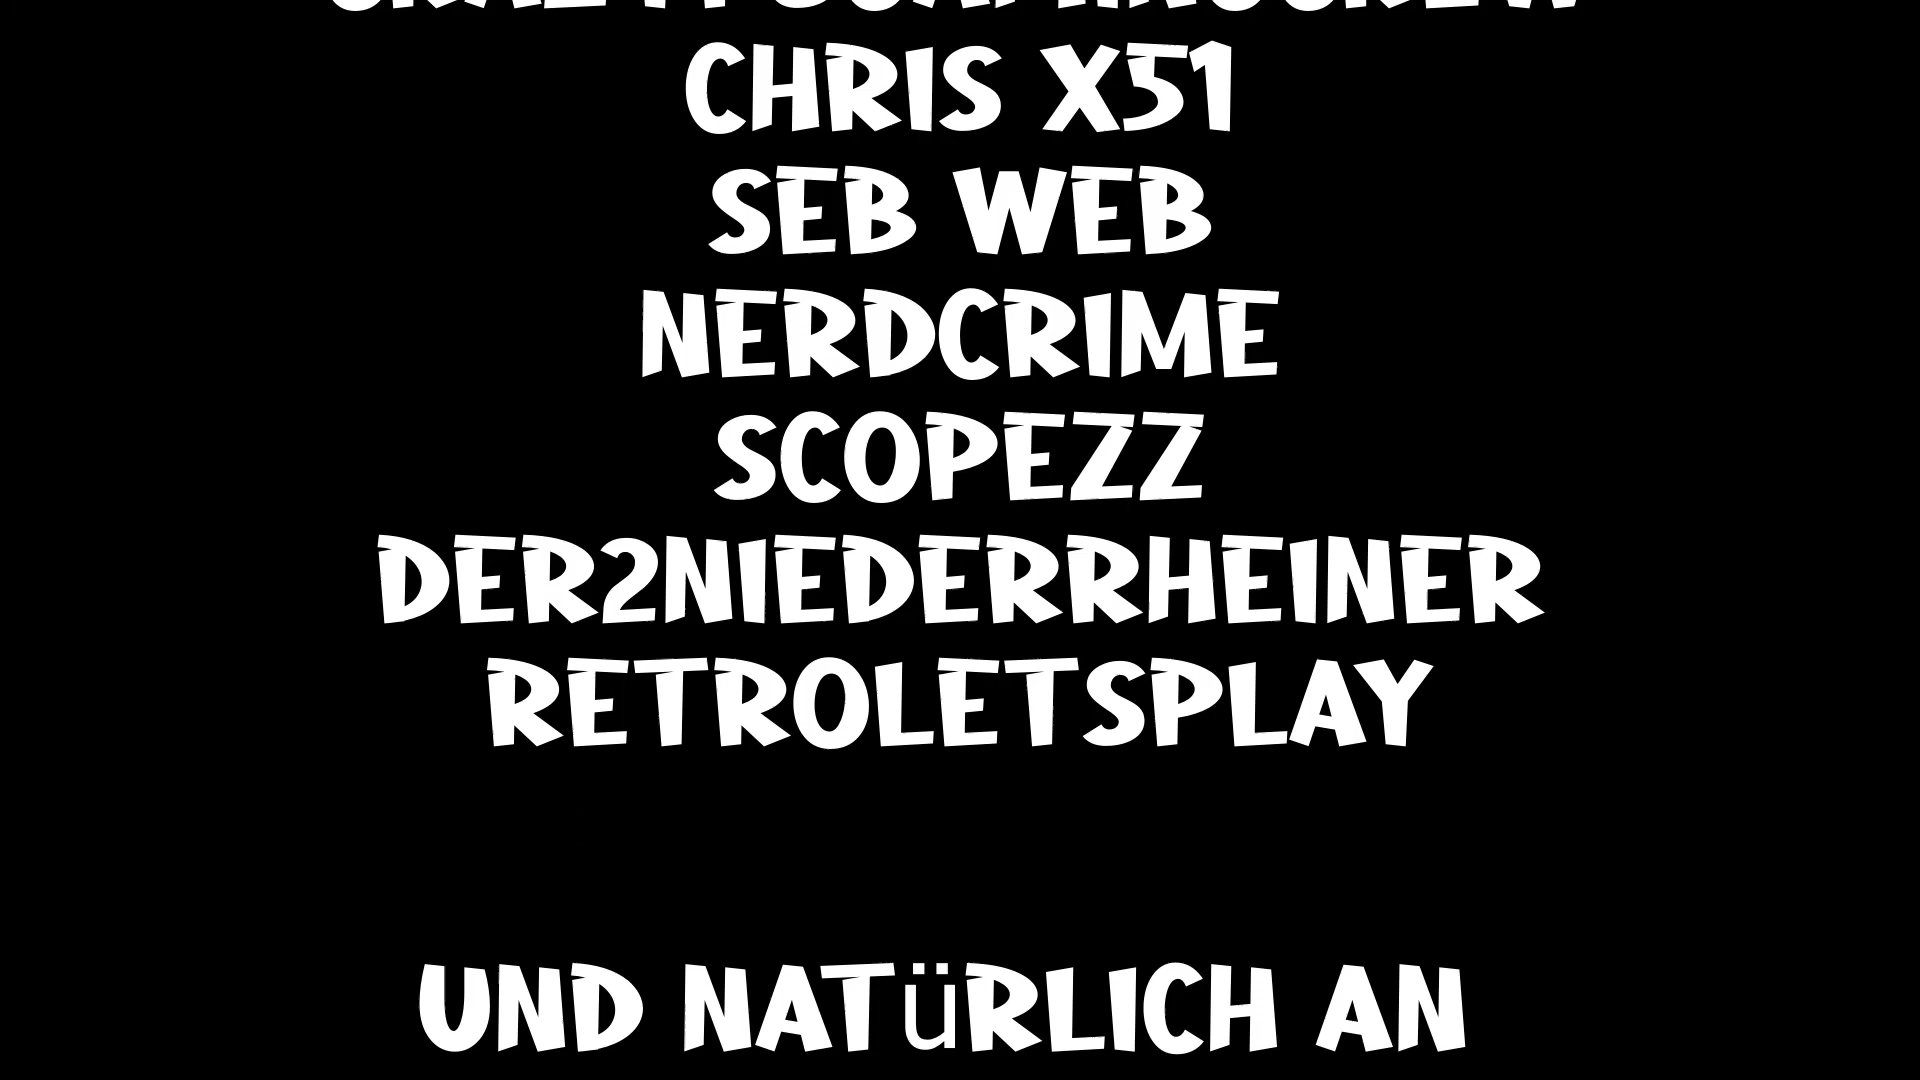 CHRIS X51
SEB WEB
NERDCRIME
SCOPEZZ
DER2NIEDERRHEINER
RETROLETSPLAY
UND NATüRLICH AN